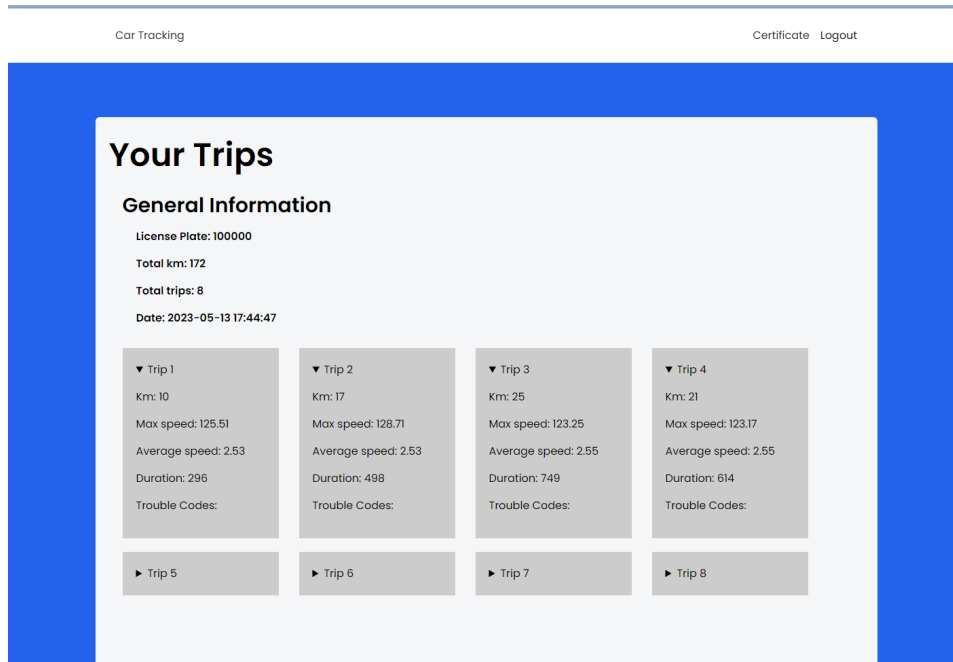 Car Tracking
Certificate Logout
Your Trips
General Information
License Plate: 100000
Total km: 172
Total trips: 8
Date: 2023-05-13 17:44:47
Trip 1
Km: 10
Max speed: 125.51
Average speed: 2.53
Duration: 296
Trouble Codes:
Trip 2
Km: 17
Max speed: 128.71
Average speed: 2.53
Duration: 498
Trouble Codes:
Trip 3
Km: 25
Max speed: 123.25
Average speed: 2.55
Duration: 749
Trouble Codes:
Trip 4
Km: 21
Max speed: 123.17
Average speed: 2.55
Duration: 614
Trouble Codes:
Trip 5
Trip 6
Trip 7
Trip 8